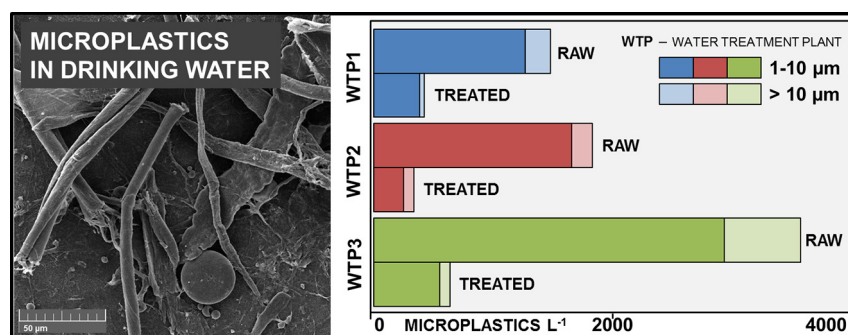 MICROPLASTICS
IN DRINKING WATER
50 µm
WTP – WATER TREATMENT PLANT
1-10 µm
> 10 µm
WTP1
RAW
TREATED
WTP2
RAW
TREATED
WTP3
RAW
TREATED
0 MICROPLASTICS L⁻¹ 2000 4000